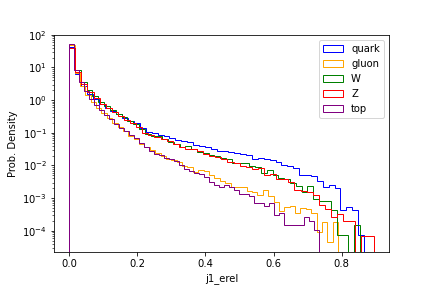 10²
10¹
10⁰
10⁻¹
10⁻²
10⁻³
10⁻⁴
Prob. Density
quark
gluon
W
Z
top
0.0 0.2 0.4 0.6 0.8
j1_erel